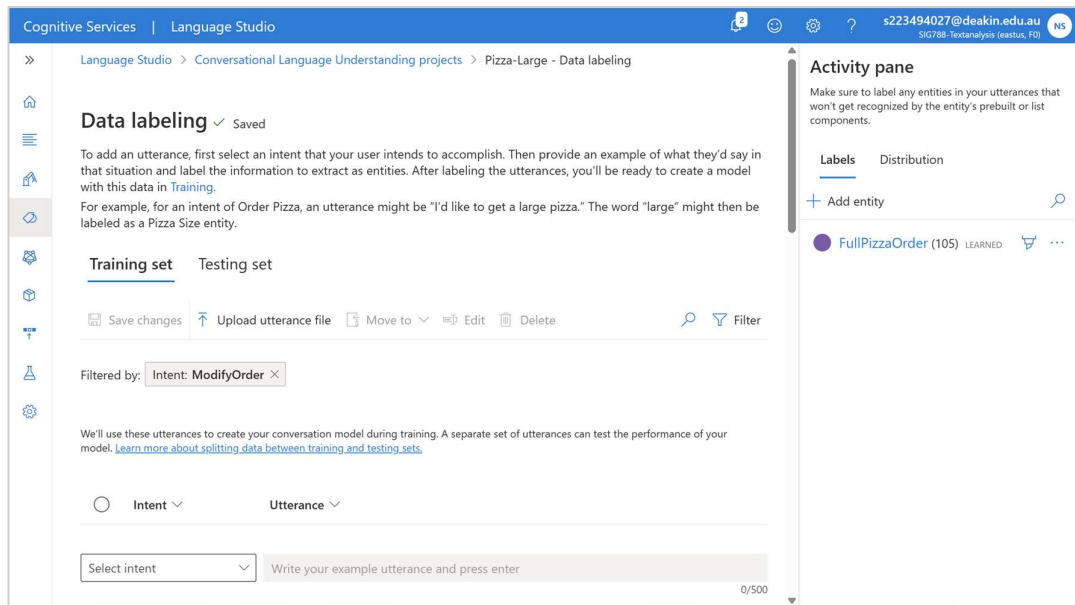 Cognitive Services | Language Studio
2
?
s223494027@deakin.edu.au
SIG788-Textanalysis (eastus, F0)
NS
Language Studio > Conversational Language Understanding projects > Pizza-Large - Data labeling
Data labeling ✓ Saved
To add an utterance, first select an intent that your user intends to accomplish. Then provide an example of what they'd say in
that situation and label the information to extract as entities. After labeling the utterances, you'll be ready to create a model
with this data in Training.
For example, for an intent of Order Pizza, an utterance might be "I'd like to get a large pizza." The word "large" might then be
labeled as a Pizza Size entity.
Training set Testing set
Save changes Upload utterance file Move to Edit Delete Filter
Filtered by: Intent: ModifyOrder ×
We'll use these utterances to create your conversation model during training. A separate set of utterances can test the performance of your
model. Learn more about splitting data between training and testing sets.
Intent Utterance
Select intent Write your example utterance and press enter
0/500
Activity pane
Make sure to label any entities in your utterances that
won't get recognized by the entity's prebuilt or list
components.
Labels Distribution
+ Add entity
FullPizzaOrder (105) LEARNED ...